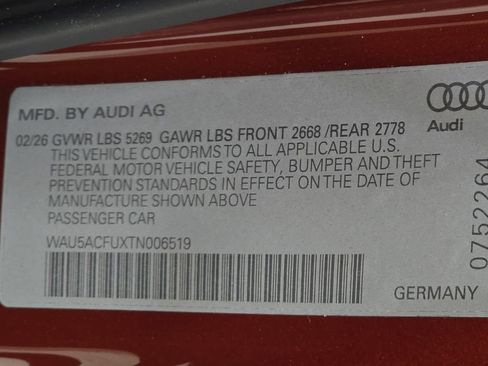 MFD. BY AUDI AG
02/26 GVWR LBS 5269 GAWR LBS FRONT 2668 /REAR 2778
THIS VEHICLE CONFORMS TO ALL APPLICABLE U.S.
FEDERAL MOTOR VEHICLE SAFETY, BUMPER AND THEFT
PREVENTION STANDARDS IN EFFECT ON THE DATE OF
MANUFACTURE SHOWN ABOVE
PASSENGER CAR
WAU5ACFUXTN006519
Audi
0752264
GERMANY